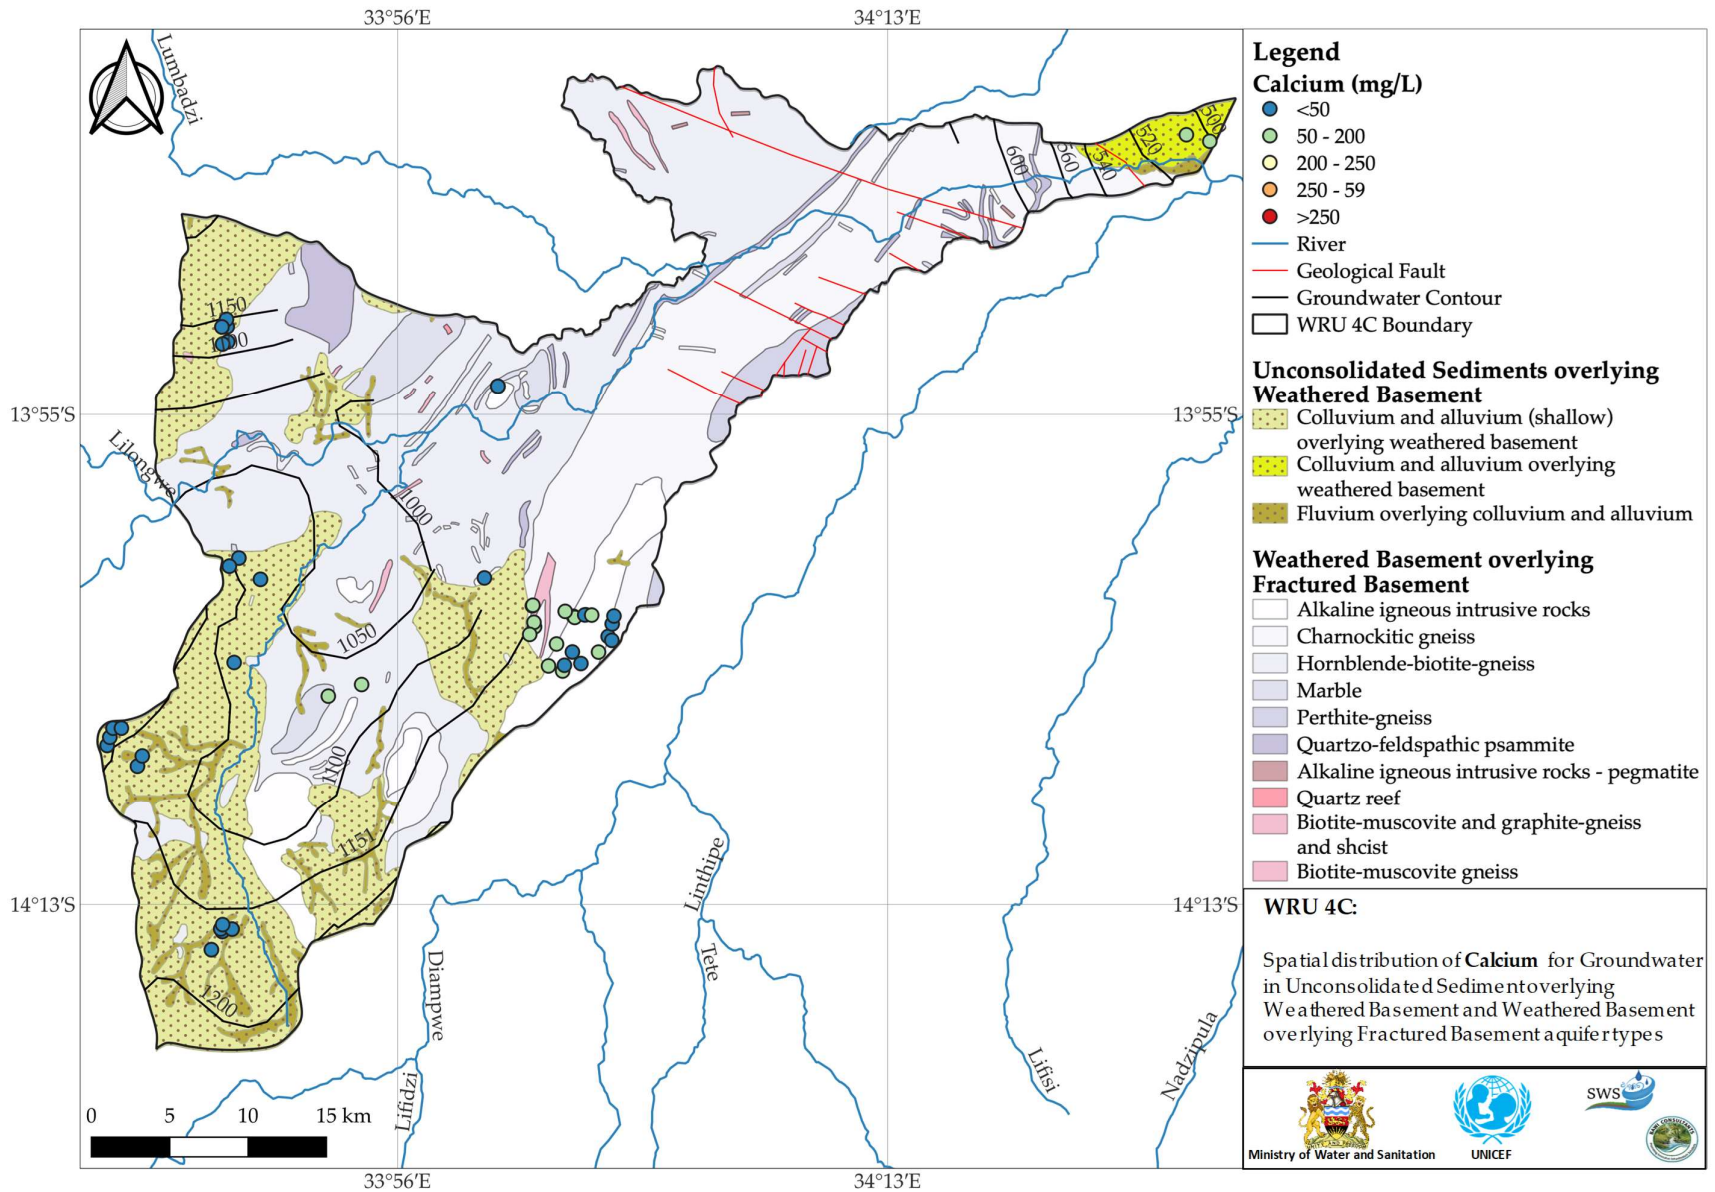 33°56'E
34°13'E
Lumbadzi
13°55'S
13°55'S
14°13'S
14°13'S
Lilongwe
1150
600
560
540
520
500
1000
1050
1100
1151
1200
Linthipe
Tete
Diampwe
Lifidzi
Lifisi
Nadzipula
0 5 10 15 km
33°56'E
34°13'E
Legend
Calcium (mg/L)
<50
50 - 200
200 - 250
250 - 59
>250
River
Geological Fault
Groundwater Contour
WRU 4C Boundary
Unconsolidated Sediments overlying
Weathered Basement
Colluvium and alluvium (shallow)
overlying weathered basement
Colluvium and alluvium overlying
weathered basement
Fluvium overlying colluvium and alluvium
Weathered Basement overlying
Fractured Basement
Alkaline igneous intrusive rocks
Charnockitic gneiss
Hornblende-biotite-gneiss
Marble
Perthite-gneiss
Quartzo-feldspathic psammite
Alkaline igneous intrusive rocks - pegmatite
Quartz reef
Biotite-muscovite and graphite-gneiss
and shcist
Biotite-muscovite gneiss
WRU 4C:
Spatial distribution of Calcium for Groundwater
in Unconsolidated Sediment overlying
Weathered Basement and Weathered Basement
overlying Fractured Basement aquifer types
Ministry of Water and Sanitation
UNICEF
SWS